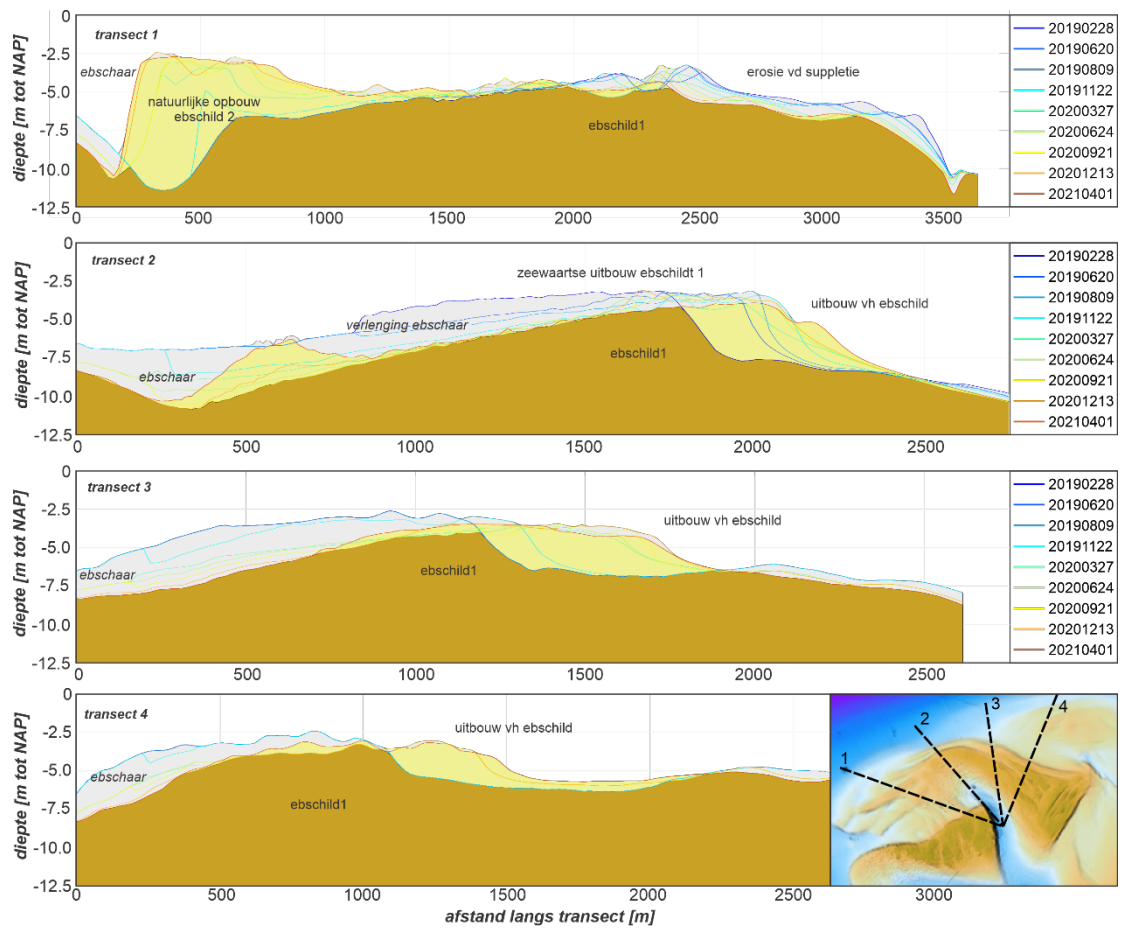 0
-2.5
-5.0
-7.5
-10.0
-12.5
diepte [m tot NAP]
transect 1
ebschaar
natuurlijke opbouw
ebschild 2
erosie vd suppletie
ebschild1
0 500 1000 1500 2000 2500 3000 3500
20190228
20190620
20190809
20191122
20200327
20200624
20200921
20201213
20210401
0
-2.5
-5.0
-7.5
-10.0
-12.5
diepte [m tot NAP]
transect 2
zeewaartse uitbouw ebschildt 1
uitbouw vh ebschild
verlenging ebschaar
ebschild1
ebschaar
0 500 1000 1500 2000 2500
20190228
20190620
20190809
20191122
20200327
20200624
20200921
20201213
20210401
0
-2.5
-5.0
-7.5
-10.0
-12.5
diepte [m tot NAP]
transect 3
uitbouw vh ebschild
ebschaar
ebschild1
0 500 1000 1500 2000 2500
20190228
20190620
20190809
20191122
20200327
20200624
20200921
20201213
20210401
0
-2.5
-5.0
-7.5
-10.0
-12.5
diepte [m tot NAP]
transect 4
uitbouw vh ebschild
ebschaar
ebschild1
1
2
3
4
0 500 1000 1500 2000 2500 3000
afstand langs transect [m]